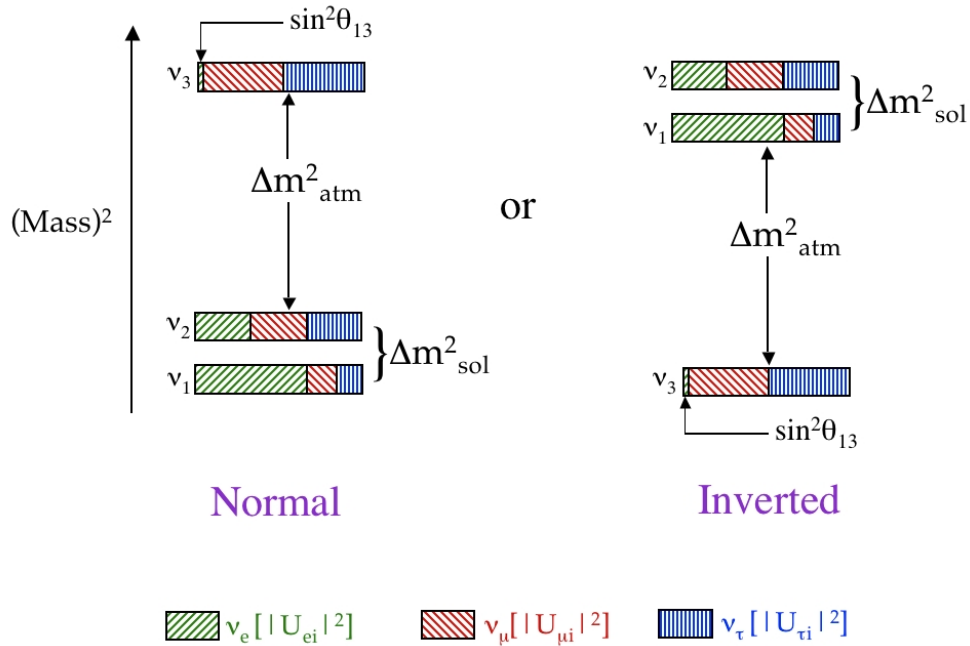 sin²θ₁₃
ν₃
Δm²atm
(Mass)²
ν₂
ν₁
Δm²sol
Normal
or
ν₂
ν₁
Δm²sol
Δm²atm
ν₃
sin²θ₁₃
Inverted
νe [|Uei|²]
νμ [|Uμi|²]
ντ [|Uτi|²]